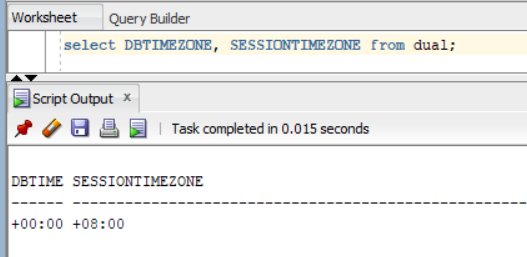 Worksheet Query Builder
select DBTIMEZONE, SESSIONTIMEZONE from dual;
Script Output x
Task completed in 0.015 seconds
DBTIME SESSIONTIMEZONE
------ ---------------------------------------------------------------------------
+00:00 +08:00